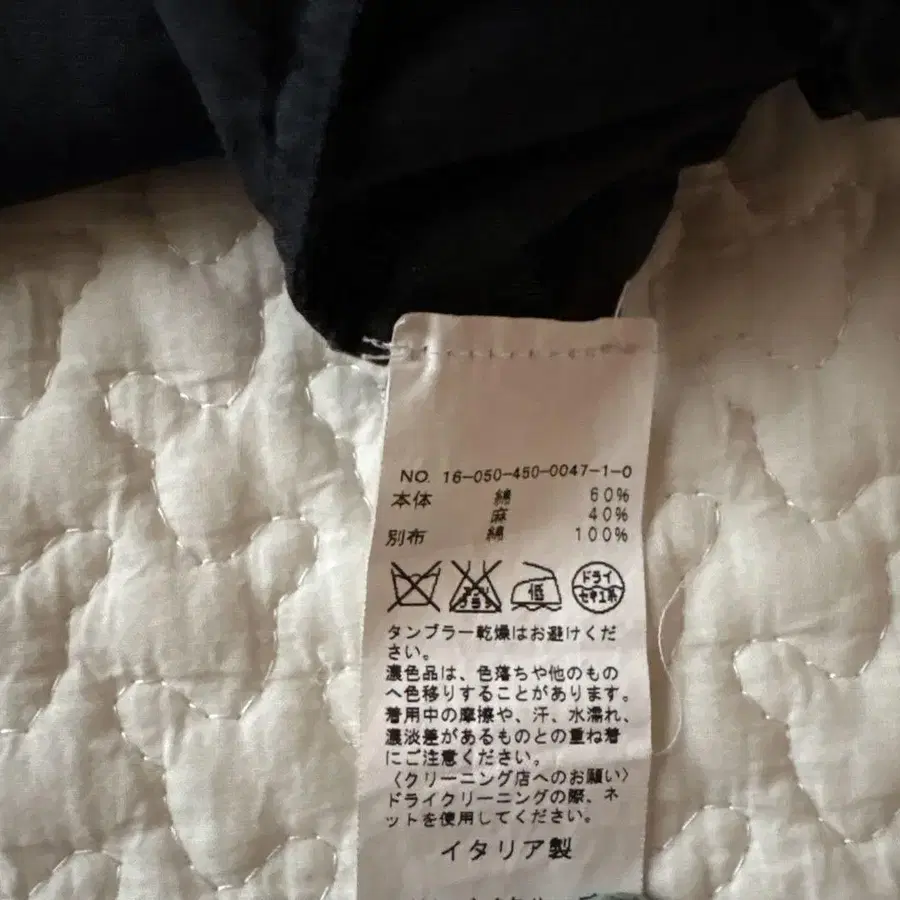 NO. 16-050-450-0047-1-0
本体 綿 60%
麻 40%
別布 綿 100%
エンソ サラシ 低 ドライ セキユ系
タンブラー乾燥はお避けくだ
さい。
濃色品は、色落ちや他のもの
へ色移りすることがあります。
着用中の摩擦や、汗、水濡れ、
濃淡差があるものとの重ね着
にご注意ください。
〈クリーニング店へのお願い〉
ドライクリーニングの際、ネ
ットを使用してください。
イタリア製